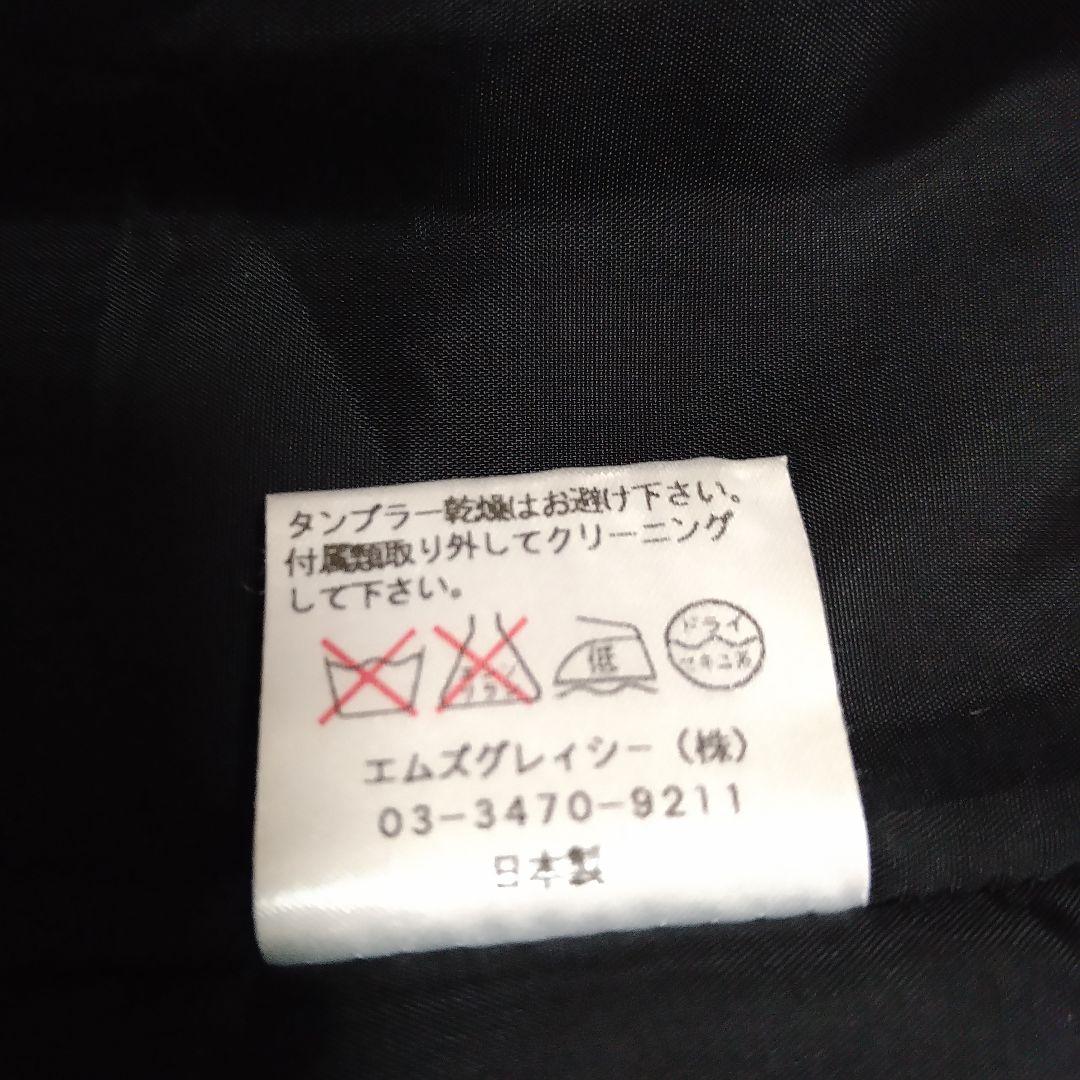 タンブラー乾燥はお避け下さい。
付属類取り外してクリーニング
して下さい。
低
ドライ
セキユ系
エムズグレイシー(株)
03-3470-9211
日本製